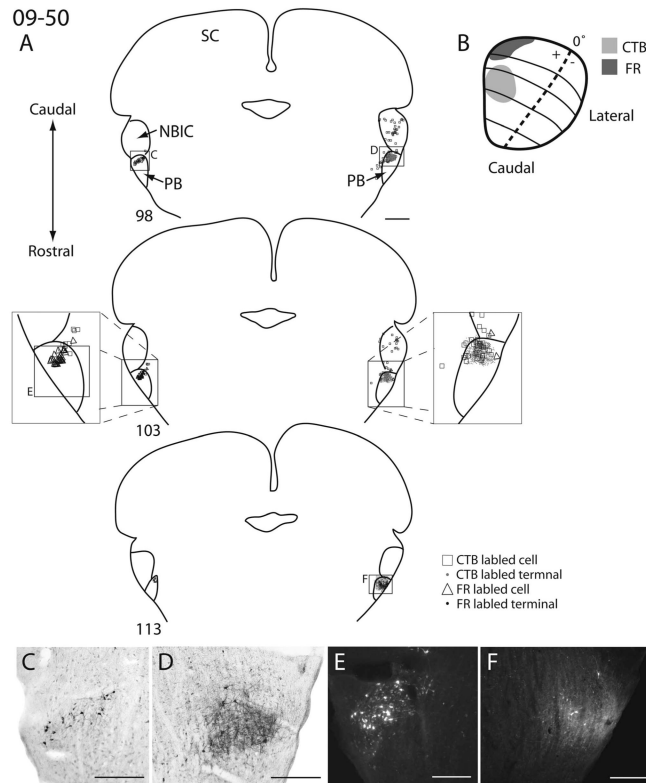 09-50
A
SC
B
0°
+
-
CTB
FR
Lateral
Caudal
Caudal
NBIC
C
D
PB
PB
98
Rostral
E
103
F
113
CTB labled cell
CTB labled termnal
FR labled cell
FR labled terminal
C
D
E
F